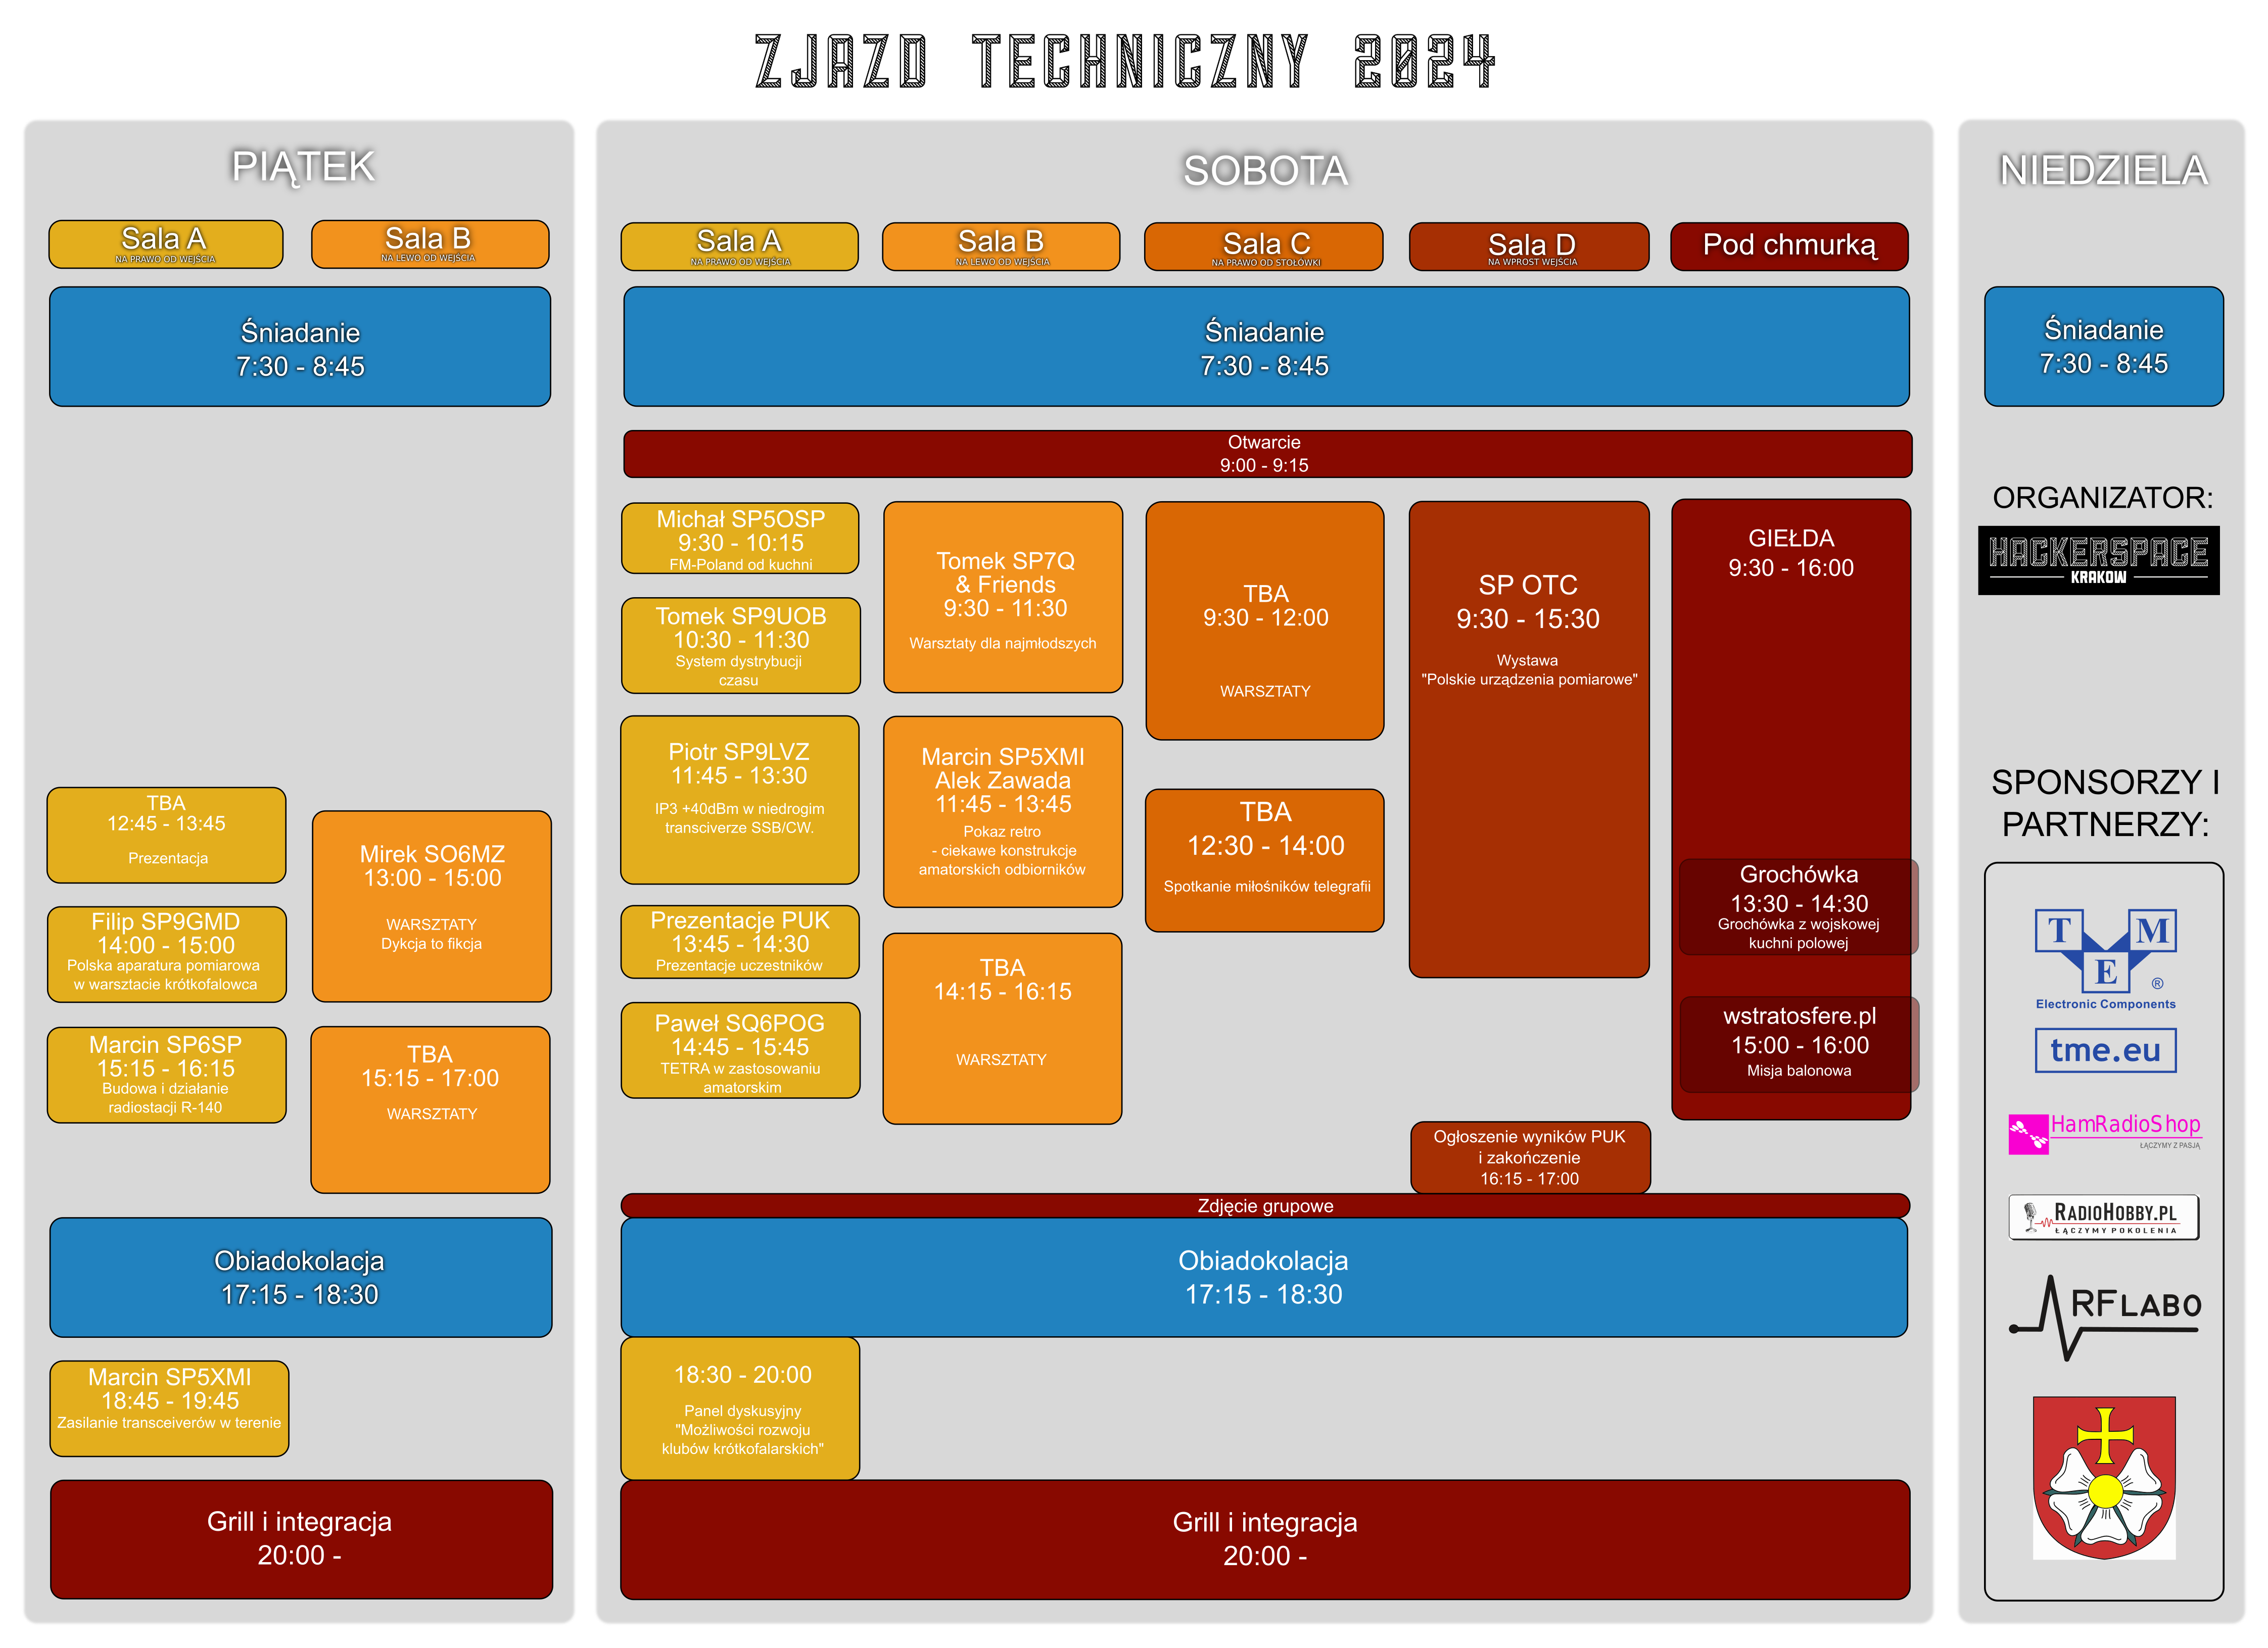 ZJAZD TECHNICZNY 2024
PIĄTEK
Sala A
NA PRAWO OD WEJŚCIA
Sala B
NA LEWO OD WEJŚCIA
Śniadanie
7:30 - 8:45
TBA
12:45 - 13:45
Prezentacja
Filip SP9GMD
14:00 - 15:00
Polska aparatura pomiarowa
w warsztacie krótkofalowca
Marcin SP6SP
15:15 - 16:15
Budowa i działanie
radiostacji R-140
Mirek SO6MZ
13:00 - 15:00
WARSZTATY
Dykcja to fikcja
TBA
15:15 - 17:00
WARSZTATY
Obiadokolacja
17:15 - 18:30
Marcin SP5XMI
18:45 - 19:45
Zasilanie transceiverów w terenie
Grill i integracja
20:00 -
SOBOTA
Sala A
NA PRAWO OD WEJŚCIA
Sala B
NA LEWO OD WEJŚCIA
Sala C
NA PRAWO OD STOŁÓWKI
Sala D
NA WPROST WEJŚCIA
Pod chmurką
Śniadanie
7:30 - 8:45
Otwarcie
9:00 - 9:15
Michał SP5OSP
9:30 - 10:15
FM-Poland od kuchni
Tomek SP9UOB
10:30 - 11:30
System dystrybucji
czasu
Piotr SP9LVZ
11:45 - 13:30
IP3 +40dBm w niedrogim
transciverze SSB/CW.
Prezentacje PUK
13:45 - 14:30
Prezentacje uczestników
Paweł SQ6POG
14:45 - 15:45
TETRA w zastosowaniu
amatorskim
Tomek SP7Q
& Friends
9:30 - 11:30
Warsztaty dla najmłodszych
Marcin SP5XMI
Alek Zawada
11:45 - 13:45
Pokaz retro
- ciekawe konstrukcje
amatorskich odbiorników
TBA
14:15 - 16:15
WARSZTATY
TBA
9:30 - 12:00
WARSZTATY
TBA
12:30 - 14:00
Spotkanie miłośników telegrafii
SP OTC
9:30 - 15:30
Wystawa
"Polskie urządzenia pomiarowe"
Ogłoszenie wyników PUK
i zakończenie
16:15 - 17:00
GIEŁDA
9:30 - 16:00
Grochówka
13:30 - 14:30
Grochówka z wojskowej
kuchni polowej
wstratosfere.pl
15:00 - 16:00
Misja balonowa
Zdjęcie grupowe
Obiadokolacja
17:15 - 18:30
18:30 - 20:00
Panel dyskusyjny
"Możliwości rozwoju
klubów krótkofalarskich"
Grill i integracja
20:00 -
NIEDZIELA
Śniadanie
7:30 - 8:45
ORGANIZATOR:
HACKERSPACE
KRAKOW
SPONSORZY I
PARTNERZY:
TME ®
Electronic Components
tme.eu
HamRadioShop
ŁĄCZYMY Z PASJĄ
RADIOHOBBY.PL
ŁĄCZYMY POKOLENIA
RFLABO